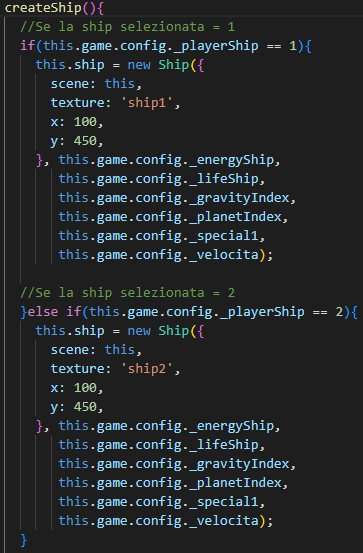 createShip(){
//Se la ship selezionata = 1
if(this.game.config._playerShip == 1){
this.ship = new Ship({
scene: this,
texture: 'ship1',
x: 100,
y: 450,
}, this.game.config._energyShip,
this.game.config._lifeShip,
this.game.config._gravityIndex,
this.game.config._planetIndex,
this.game.config._special1,
this.game.config._velocita);
//Se la ship selezionata = 2
}else if(this.game.config._playerShip == 2){
this.ship = new Ship({
scene: this,
texture: 'ship2',
x: 100,
y: 450,
}, this.game.config._energyShip,
this.game.config._lifeShip,
this.game.config._gravityIndex,
this.game.config._planetIndex,
this.game.config._special1,
this.game.config._velocita);
}